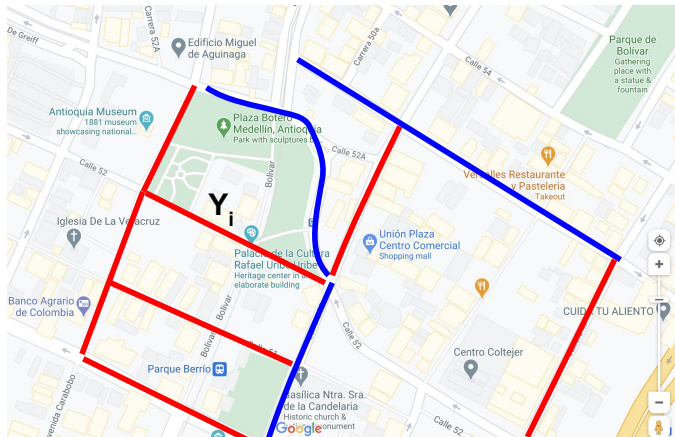 De Greiff
Carrera 52A
Edificio Miguel
de Aguinaga
Carrera 50a
Calle 54
Parque de
Bolívar
Gathering
place with
a statue &
fountain
Antioquia Museum
1881 museum
showcasing national...
Plaza Botero
Medellín, Antioquia
Park with sculptures
Calle 52A
Calle 52
Bolivar
Versalles Restaurante
y Pasteleria
Takeout
Yi
Iglesia De La Veracruz
Unión Plaza
Centro Comercial
Shopping mall
Palacio de la Cultura
Rafael Uribe Uribe
Heritage center in an
elaborate building
Banco Agrario
de Colombia
Bolivar
CUIDA TU ALIENTO
Calle 51
Calle 52
Centro Coltejer
Parque Berrío
Basílica Ntra. Sra.
de la Candelaria
Historic church &
monument
Avenida Carabobo
Bolivar
Google